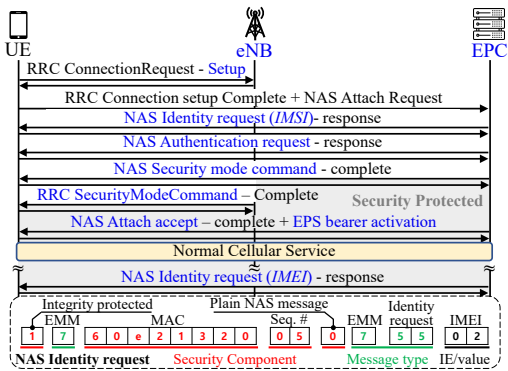 UE eNB EPC
RRC ConnectionRequest - Setup
RRC Connection setup Complete + NAS Attach Request
NAS Identity request (IMSI)- response
NAS Authentication request - response
NAS Security mode command - complete
RRC SecurityModeCommand – Complete
Security Protected
NAS Attach accept – complete + EPS bearer activation
Normal Cellular Service
NAS Identity request (IMEI) - response
Integrity protected Plain NAS message Identity
EMM MAC Seq. # EMM request IMEI
1 7 6 0 e 2 1 3 2 0 0 5 0 7 5 5 0 2
NAS Identity request Security Component Message type IE/value